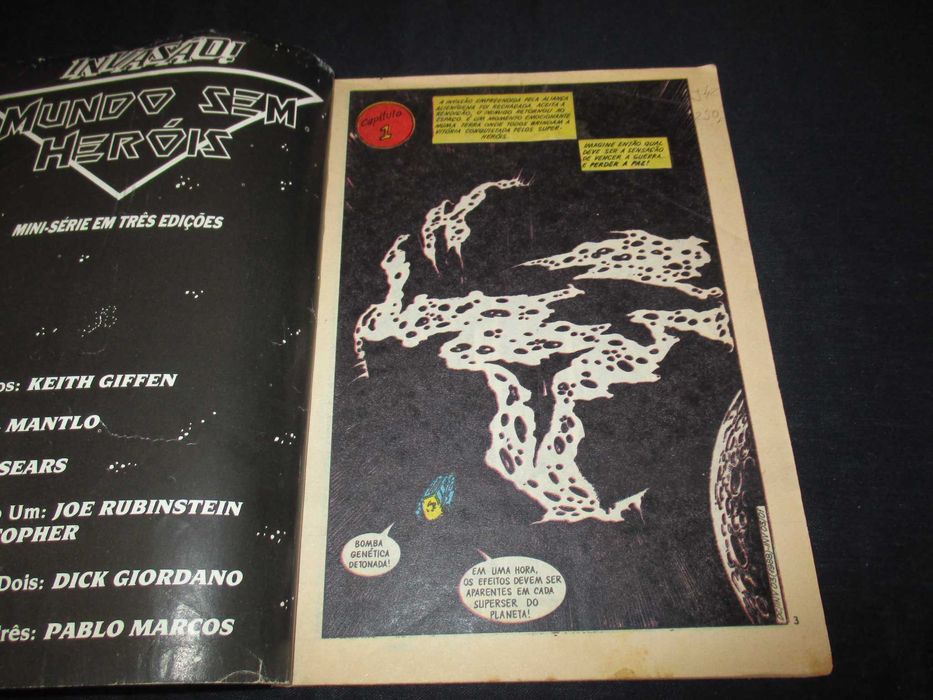 INVASÃO!
MUNDO SEM
HERÓIS
MINI-SÉRIE EM TRÊS EDIÇÕES
os: KEITH GIFFEN
MANTLO
SEARS
o Um: JOE RUBINSTEIN
TOPHER
Dois: DICK GIORDANO
rês: PABLO MARCOS
Capítulo
1
A INVASÃO EMPREENDIDA PELA ALIANÇA
ALIENÍGENA FOI RECHAÇADA. ACEITA A
RENDIÇÃO, O INIMIGO RETORNOU AO
ESPAÇO. É UM MOMENTO EMOCIONANTE
NUMA TERRA ONDE TODOS BRINDAM À
VITÓRIA CONQUISTADA PELOS SUPER-
HERÓIS.
IMAGINE ENTÃO QUAL
DEVE SER A SENSAÇÃO
DE VENCER A GUERRA...
E PERDER A PAZ!
BOMBA
GENÉTICA
DETONADA!
EM UMA HORA,
OS EFEITOS DEVEM SER
APARENTES EM CADA
SUPERSER DO
PLANETA!
3